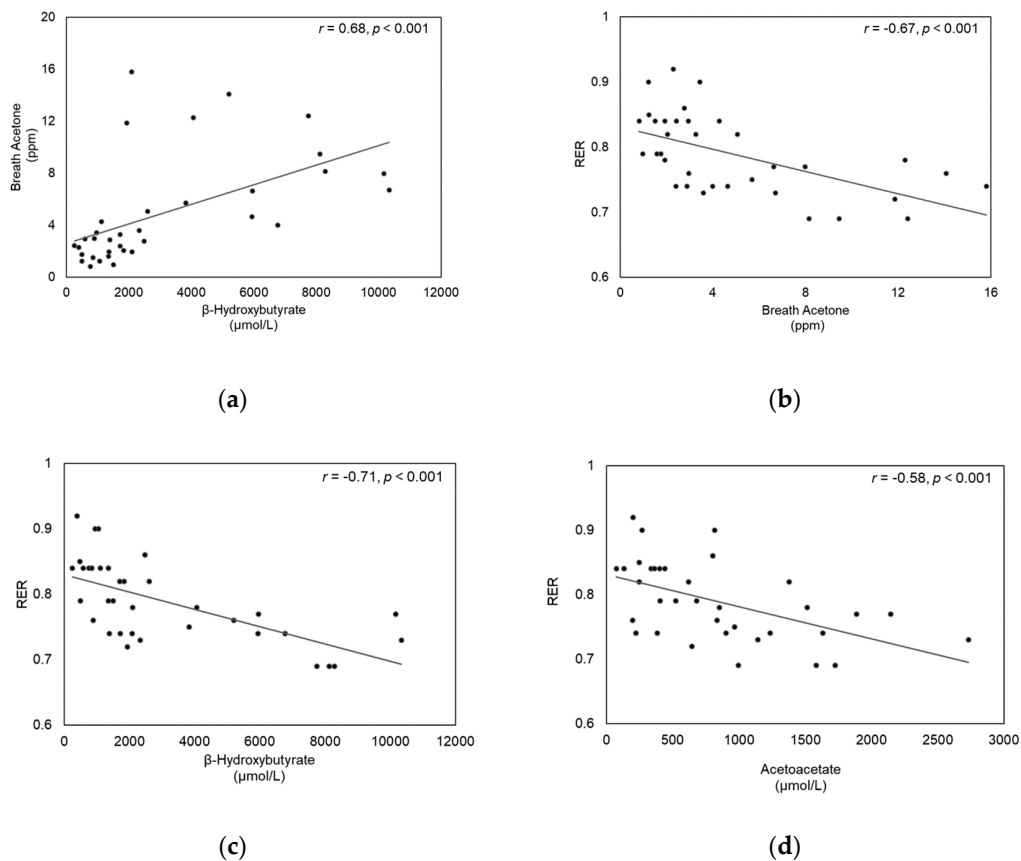 r = 0.68, p < 0.001
20
16
12
8
4
0
Breath Acetone
(ppm)
0 2000 4000 6000 8000 10000 12000
β-Hydroxybutyrate
(µmol/L)
(a)
r = -0.67, p < 0.001
1
0.9
0.8
0.7
0.6
RER
0 4 8 12 16
Breath Acetone
(ppm)
(b)
r = -0.71, p < 0.001
1
0.9
0.8
0.7
0.6
RER
0 2000 4000 6000 8000 10000 12000
β-Hydroxybutyrate
(µmol/L)
(c)
r = -0.58, p < 0.001
1
0.9
0.8
0.7
0.6
RER
0 500 1000 1500 2000 2500 3000
Acetoacetate
(µmol/L)
(d)